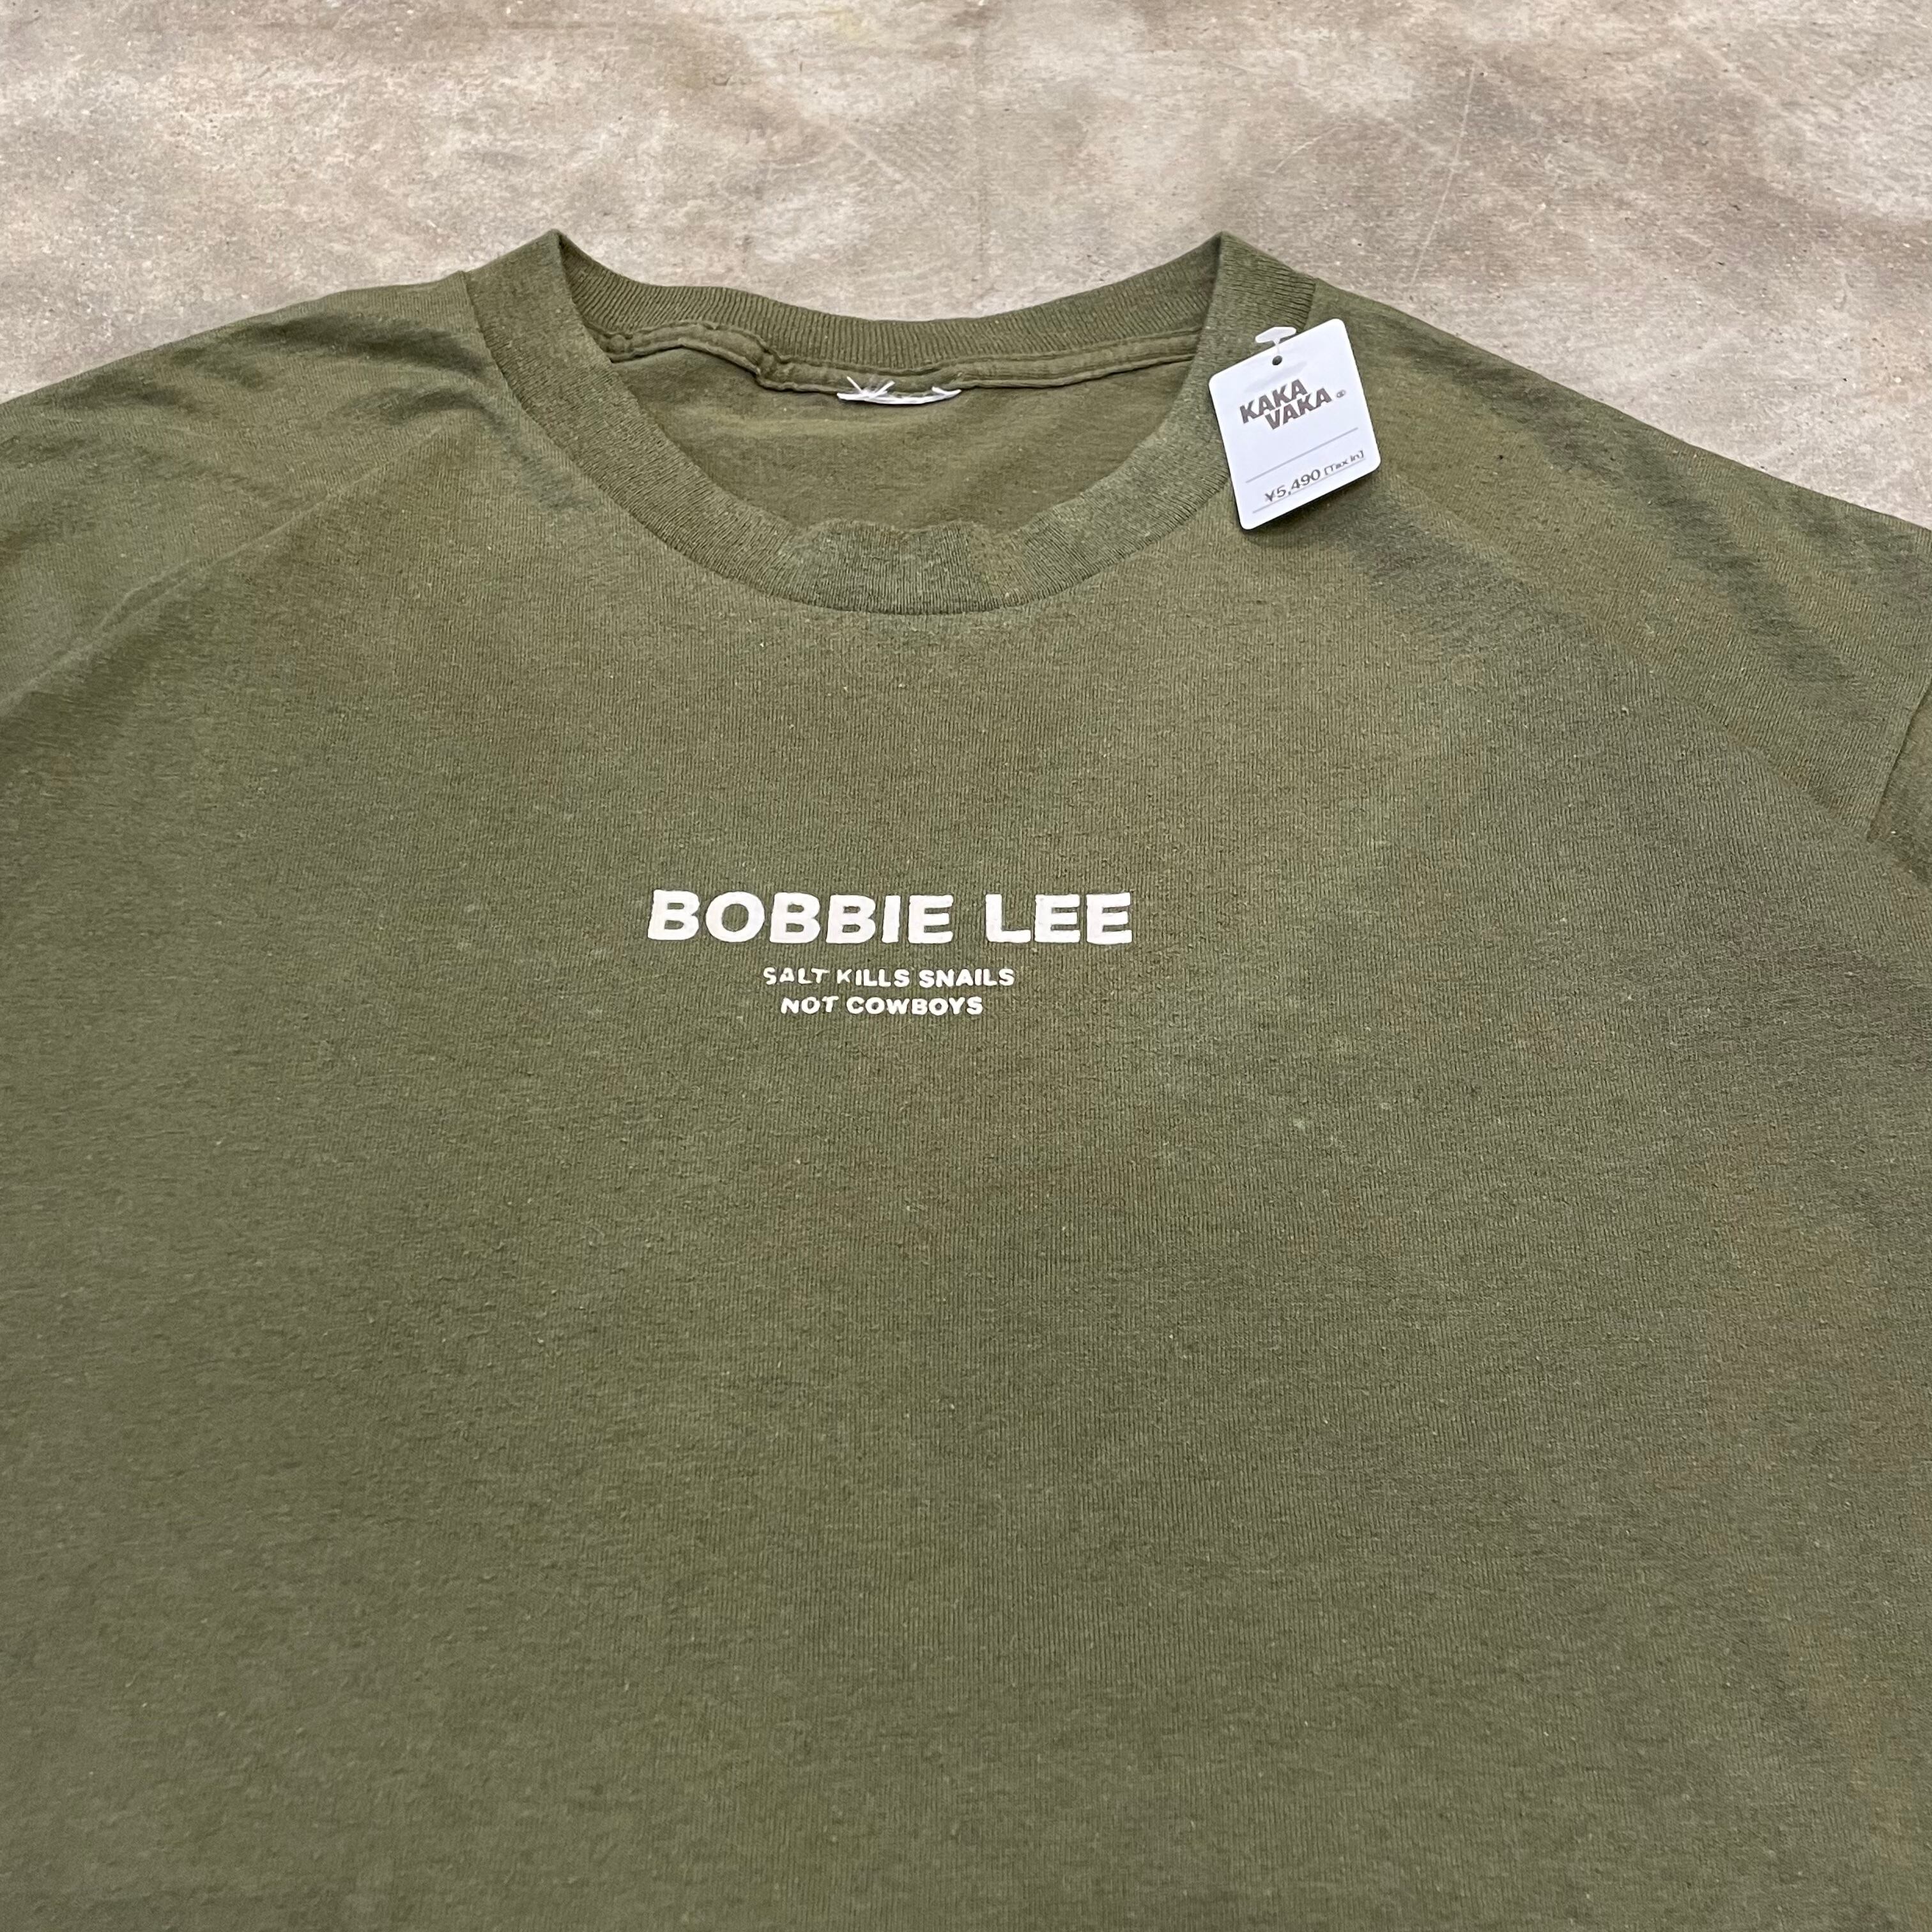 KAKA
VAKA
¥5,490 [Tax in]
BOBBIE LEE
SALT KILLS SNAILS
NOT COWBOYS